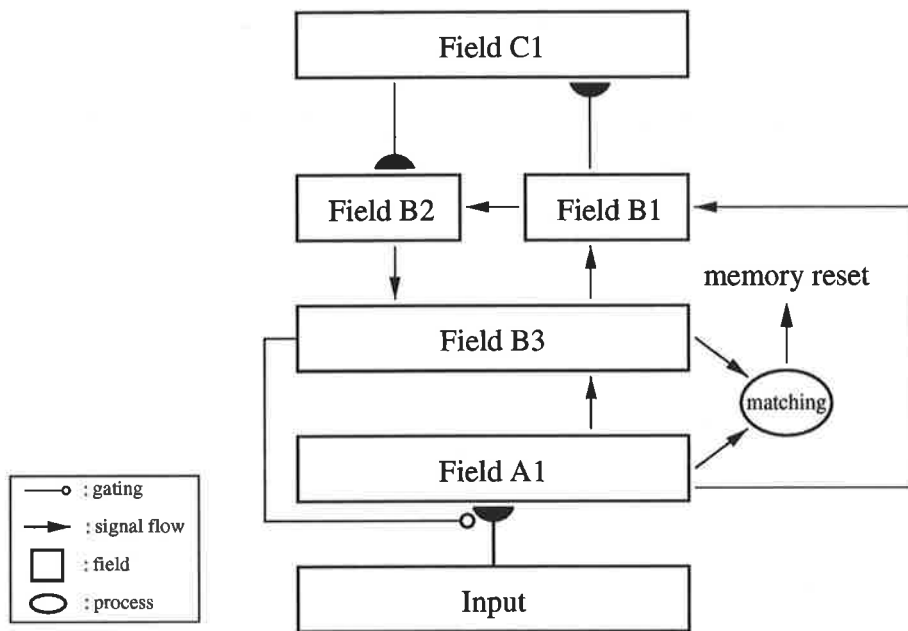 Field C1
Field B2
Field B1
memory reset
Field B3
matching
Field A1
: gating
: signal flow
: field
: process
Input